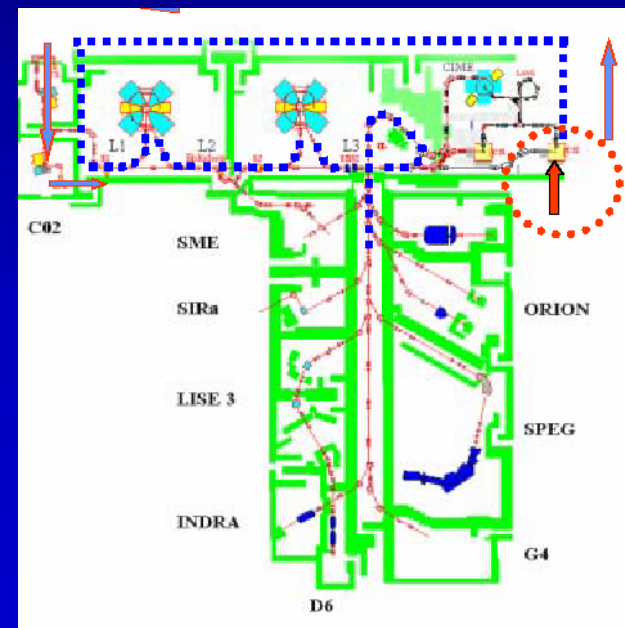 CIME
L1
L2
L3
C02
SME
SIRa
ORION
LISE 3
SPEG
INDRA
G4
D6